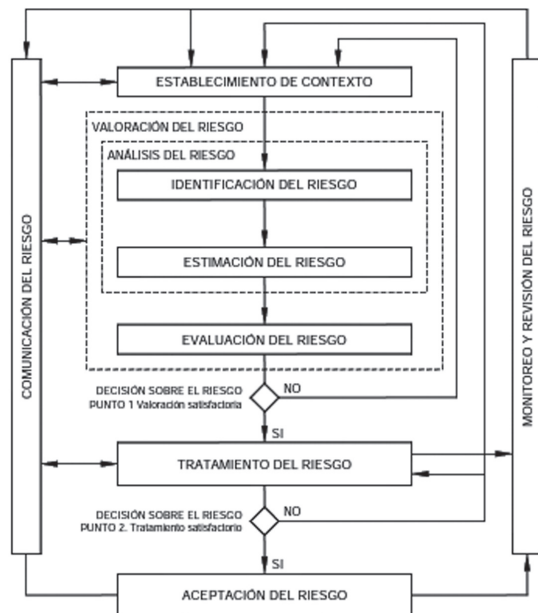 ESTABLECIMIENTO DE CONTEXTO
VALORACIÓN DEL RIESGO
ANÁLISIS DEL RIESGO
IDENTIFICACIÓN DEL RIESGO
ESTIMACIÓN DEL RIESGO
EVALUACIÓN DEL RIESGO
DECISIÓN SOBRE EL RIESGO
PUNTO 1 Valoración satisfactoria
NO
SI
TRATAMIENTO DEL RIESGO
DECISIÓN SOBRE EL RIESGO
PUNTO 2. Tratamiento satisfactorio
NO
SI
ACEPTACIÓN DEL RIESGO
COMUNICACIÓN DEL RIESGO
MONITOREO Y REVISIÓN DEL RIESGO